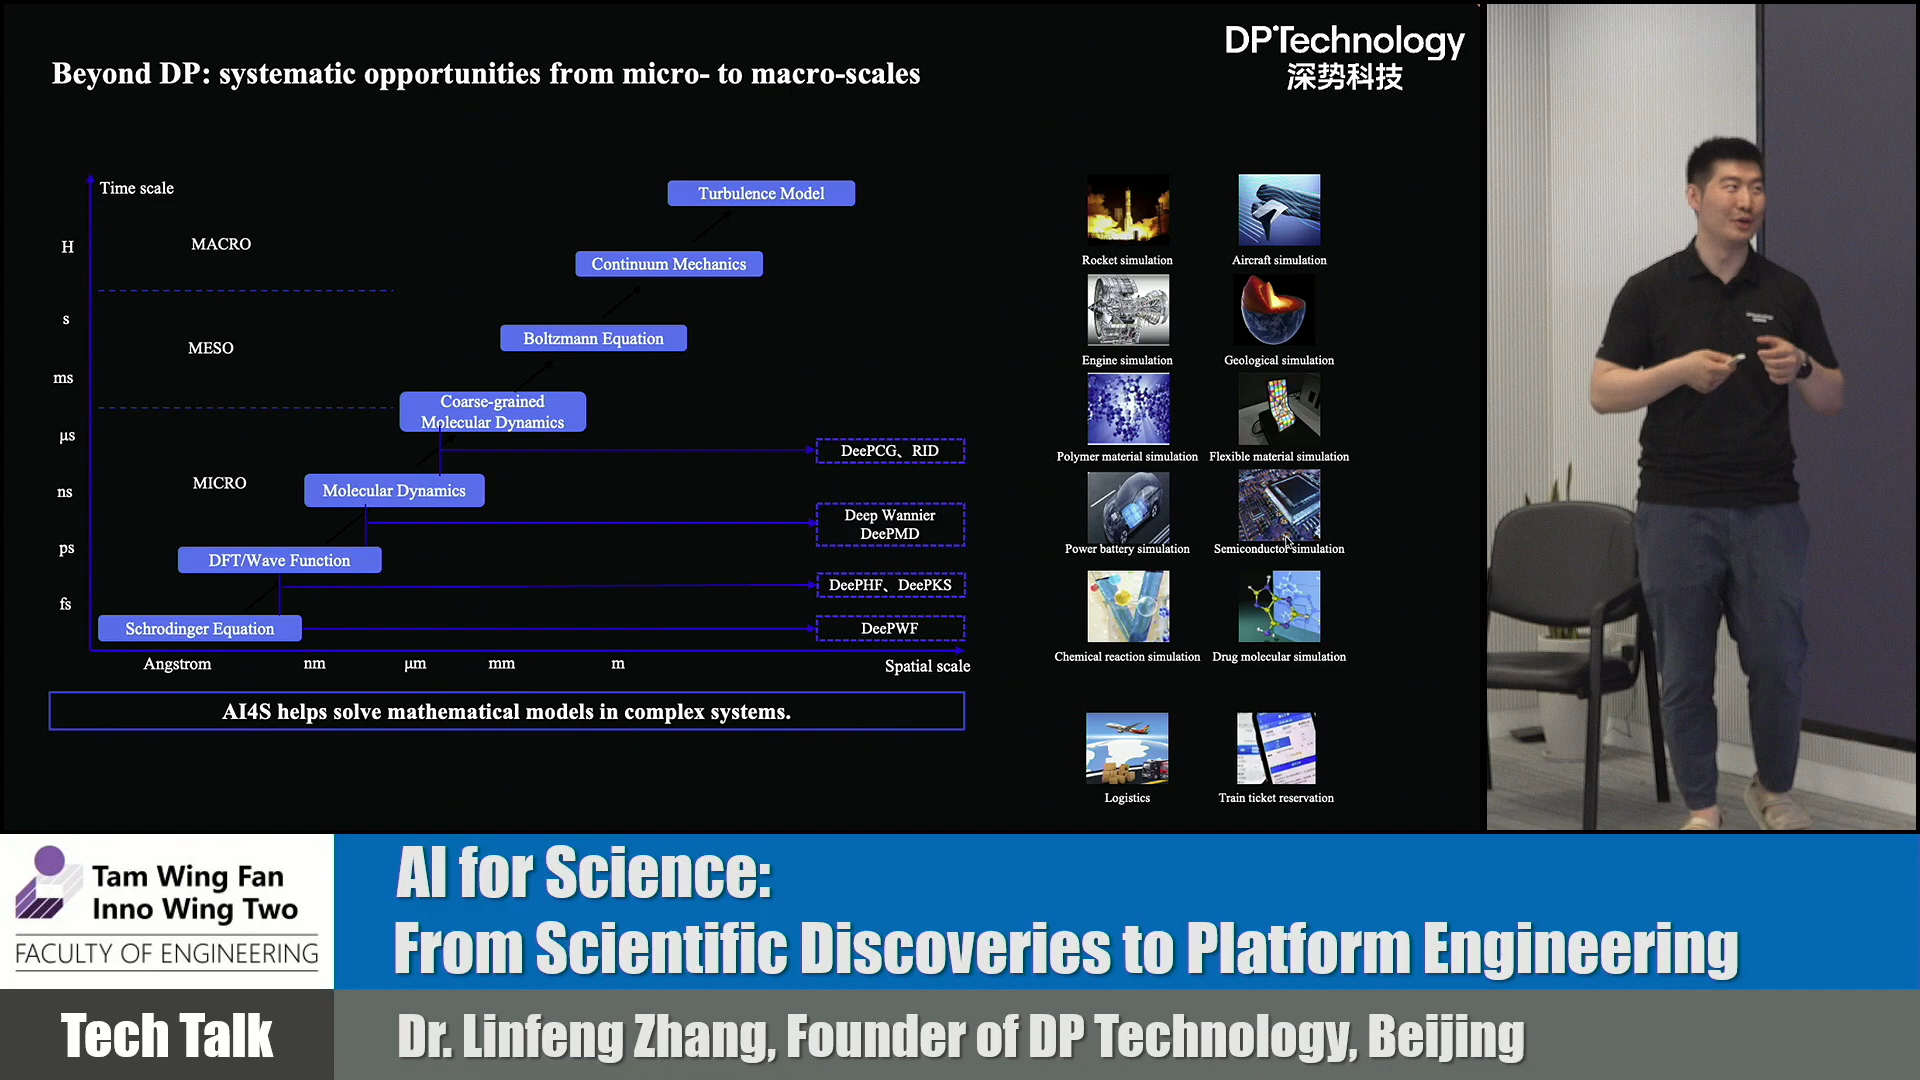 Beyond DP: systematic opportunities from micro- to macro-scales
DP Technology
深势科技
Time scale
H
s
ms
μs
ns
ps
fs
MACRO
MESO
MICRO
Turbulence Model
Continuum Mechanics
Boltzmann Equation
Coarse-grained
Molecular Dynamics
Molecular Dynamics
DFT/Wave Function
Schrodinger Equation
DeePCG、RID
Deep Wannier
DeePMD
DeePHF、DeePKS
DeePWF
Angstrom
nm
μm
mm
m
Spatial scale
AI4S helps solve mathematical models in complex systems.
Rocket simulation
Aircraft simulation
Engine simulation
Geological simulation
Polymer material simulation
Flexible material simulation
Power battery simulation
Semiconductor simulation
Chemical reaction simulation
Drug molecular simulation
Logistics
Train ticket reservation
Tam Wing Fan
Inno Wing Two
FACULTY OF ENGINEERING
Tech Talk
AI for Science:
From Scientific Discoveries to Platform Engineering
Dr. Linfeng Zhang, Founder of DP Technology, Beijing